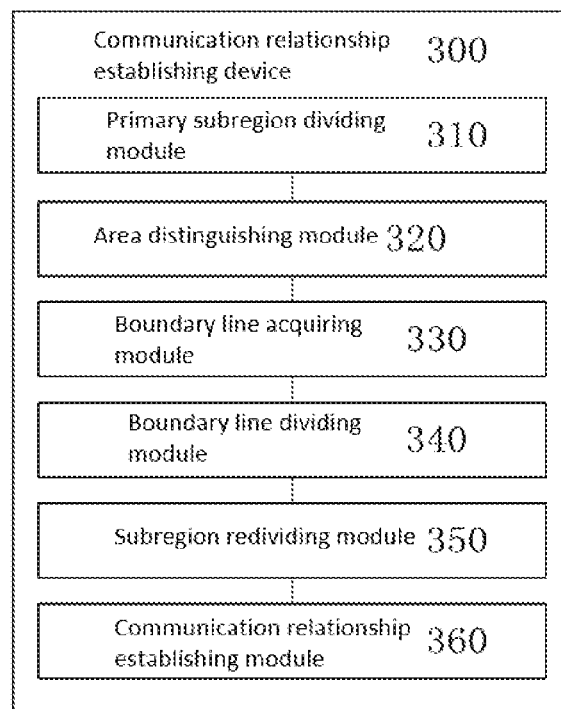 Communication relationship 300
establishing device
Primary subregion dividing 310
module
Area distinguishing module 320
Boundary line acquiring 330
module
Boundary line dividing 340
module
Subregion redividing module 350
Communication relationship 360
establishing module